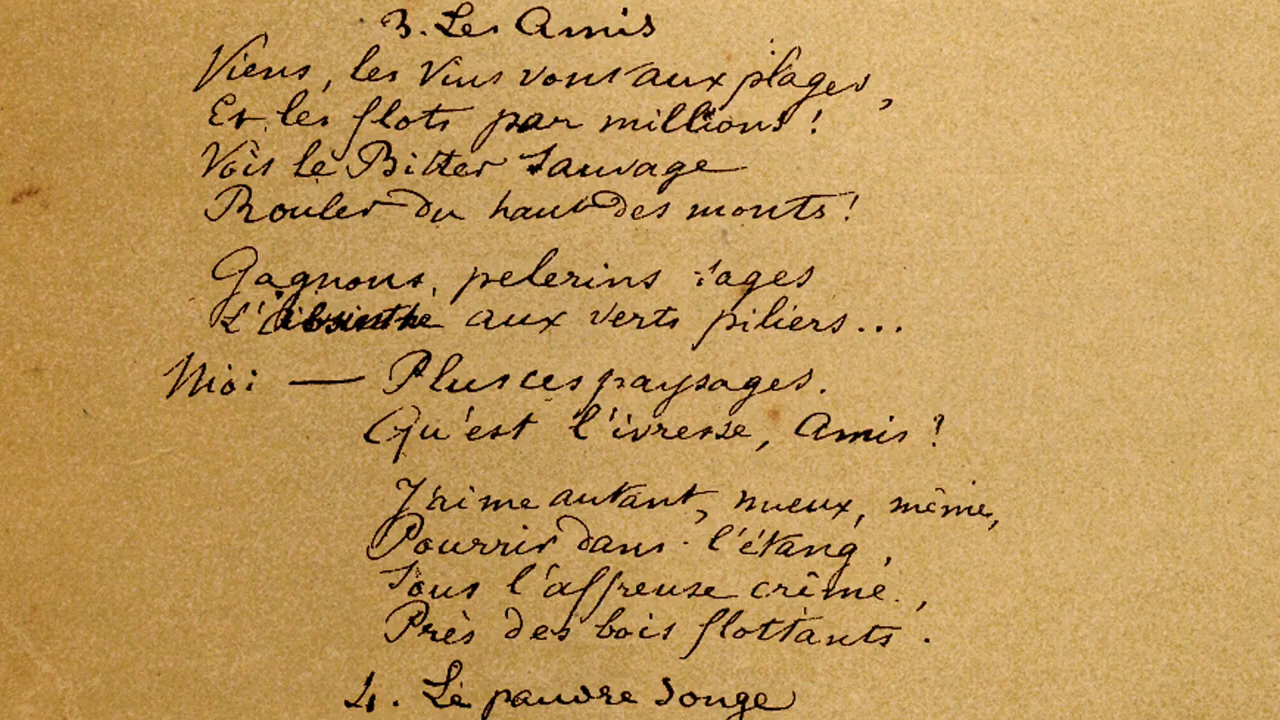 3. Les Amis
Viens, les Vins vont aux plages,
Et les flots par millions !
Vois le Bitter sauvage
Rouler du haut des monts !
Gagnons, pelerins sages
L'Absinthe aux verts piliers...
Moi : — Plus ces paysages.
Qu'est l'ivresse, Amis ?
J'aime autant, mieux, même,
Pourrir dans l'étang,
Sous l'affreuse crême,
Près des bois flottants.
4. Le pauvre songe